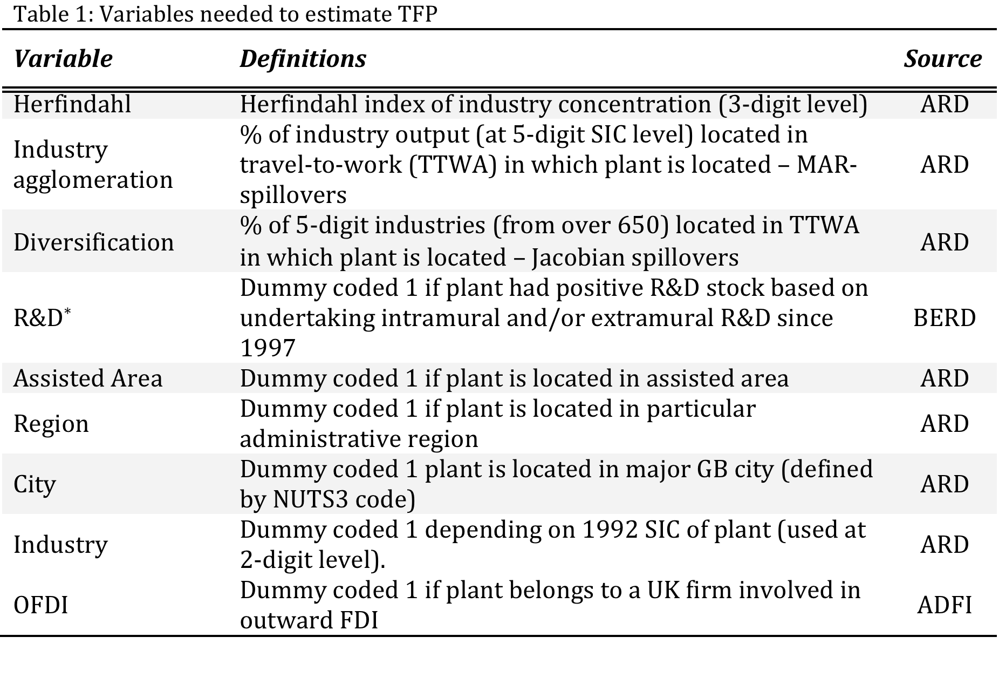 Table 1: Variables needed to estimate TFP
Variable Definitions Source
Herfindahl Herfindahl index of industry concentration (3-digit level) ARD
Industry
agglomeration
% of industry output (at 5-digit SIC level) located in
travel-to-work (TTWA) in which plant is located – MAR-
spillovers
ARD
Diversification
% of 5-digit industries (from over 650) located in TTWA
in which plant is located – Jacobian spillovers
ARD
R&D*
Dummy coded 1 if plant had positive R&D stock based on
undertaking intramural and/or extramural R&D since
1997
BERD
Assisted Area Dummy coded 1 if plant is located in assisted area ARD
Region
Dummy coded 1 if plant is located in particular
administrative region
ARD
City
Dummy coded 1 plant is located in major GB city (defined
by NUTS3 code)
ARD
Industry
Dummy coded 1 depending on 1992 SIC of plant (used at
2-digit level).
ARD
OFDI
Dummy coded 1 if plant belongs to a UK firm involved in
outward FDI
ADFI